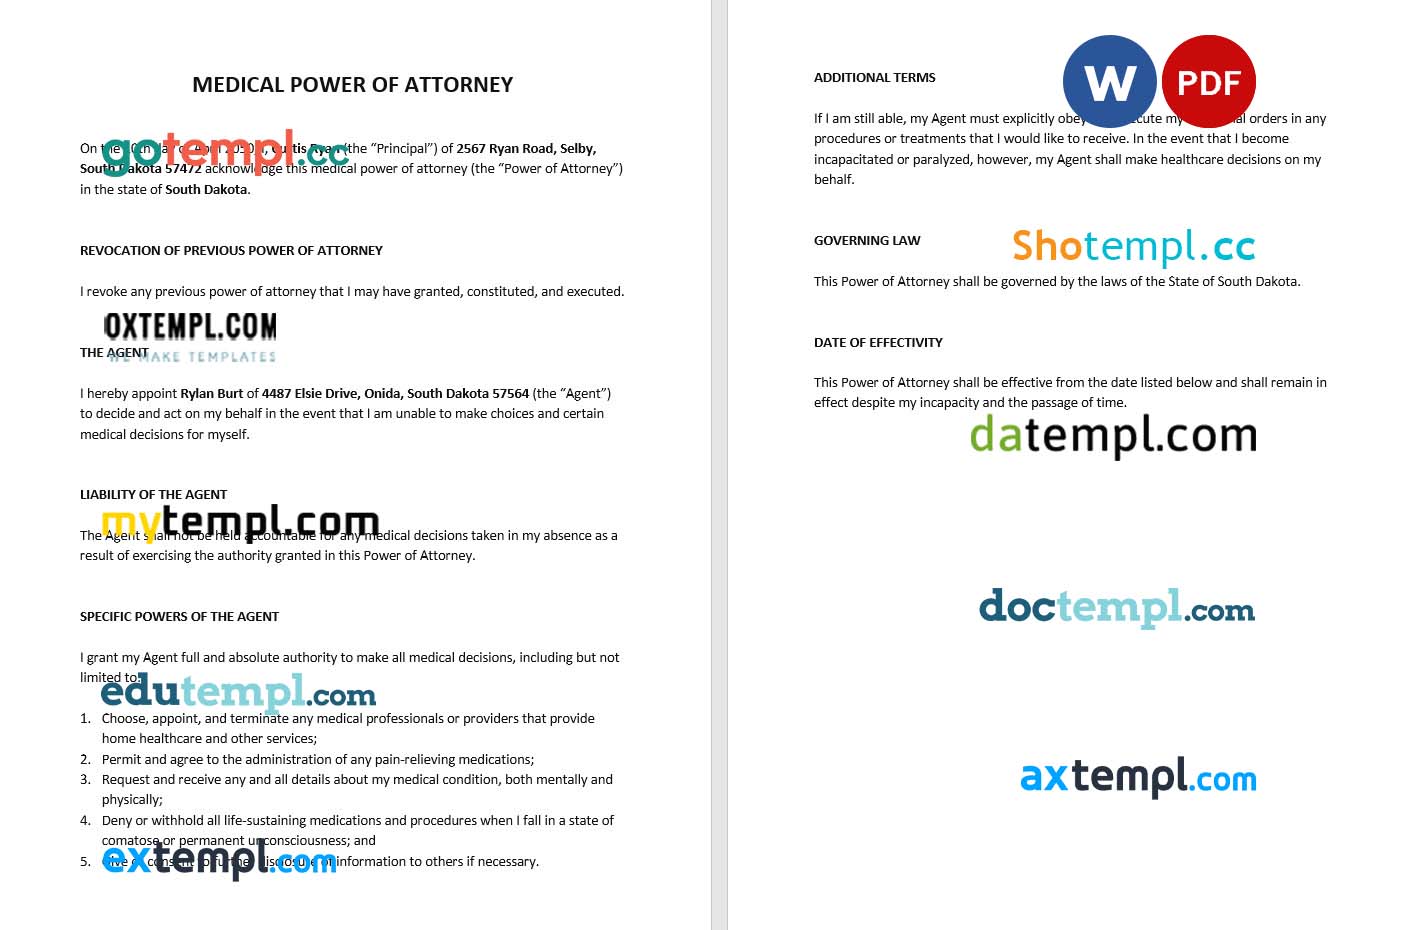 MEDICAL POWER OF ATTORNEY
gotempl.cc
On the 20th day of April 2050, I, Curtis Ryan (the “Principal”) of 2567 Ryan Road, Selby,
South Dakota 57472 acknowledge this medical power of attorney (the “Power of Attorney”)
in the state of South Dakota.
REVOCATION OF PREVIOUS POWER OF ATTORNEY
I revoke any previous power of attorney that I may have granted, constituted, and executed.
OXTEMPL.COM
WE MAKE TEMPLATES
THE AGENT
I hereby appoint Rylan Burt of 4487 Elsie Drive, Onida, South Dakota 57564 (the “Agent”)
to decide and act on my behalf in the event that I am unable to make choices and certain
medical decisions for myself.
LIABILITY OF THE AGENT
mytempl.com
The Agent shall not be held accountable for any medical decisions taken in my absence as a
result of exercising the authority granted in this Power of Attorney.
SPECIFIC POWERS OF THE AGENT
I grant my Agent full and absolute authority to make all medical decisions, including but not
limited to:
edutempl.com
1. Choose, appoint, and terminate any medical professionals or providers that provide
home healthcare and other services;
2. Permit and agree to the administration of any pain-relieving medications;
3. Request and receive any and all details about my medical condition, both mentally and
physically;
4. Deny or withhold all life-sustaining medications and procedures when I fall in a state of
comatose or permanent unconsciousness; and
5. Give or consent to further disclosure of information to others if necessary.
extempl.com
W PDF
ADDITIONAL TERMS
If I am still able, my Agent must explicitly obey execute my orders in any
procedures or treatments that I would like to receive. In the event that I become
incapacitated or paralyzed, however, my Agent shall make healthcare decisions on my
behalf.
GOVERNING LAW
Shotempl.cc
This Power of Attorney shall be governed by the laws of the State of South Dakota.
DATE OF EFFECTIVITY
This Power of Attorney shall be effective from the date listed below and shall remain in
effect despite my incapacity and the passage of time.
datempl.com
doctempl.com
axtempl.com